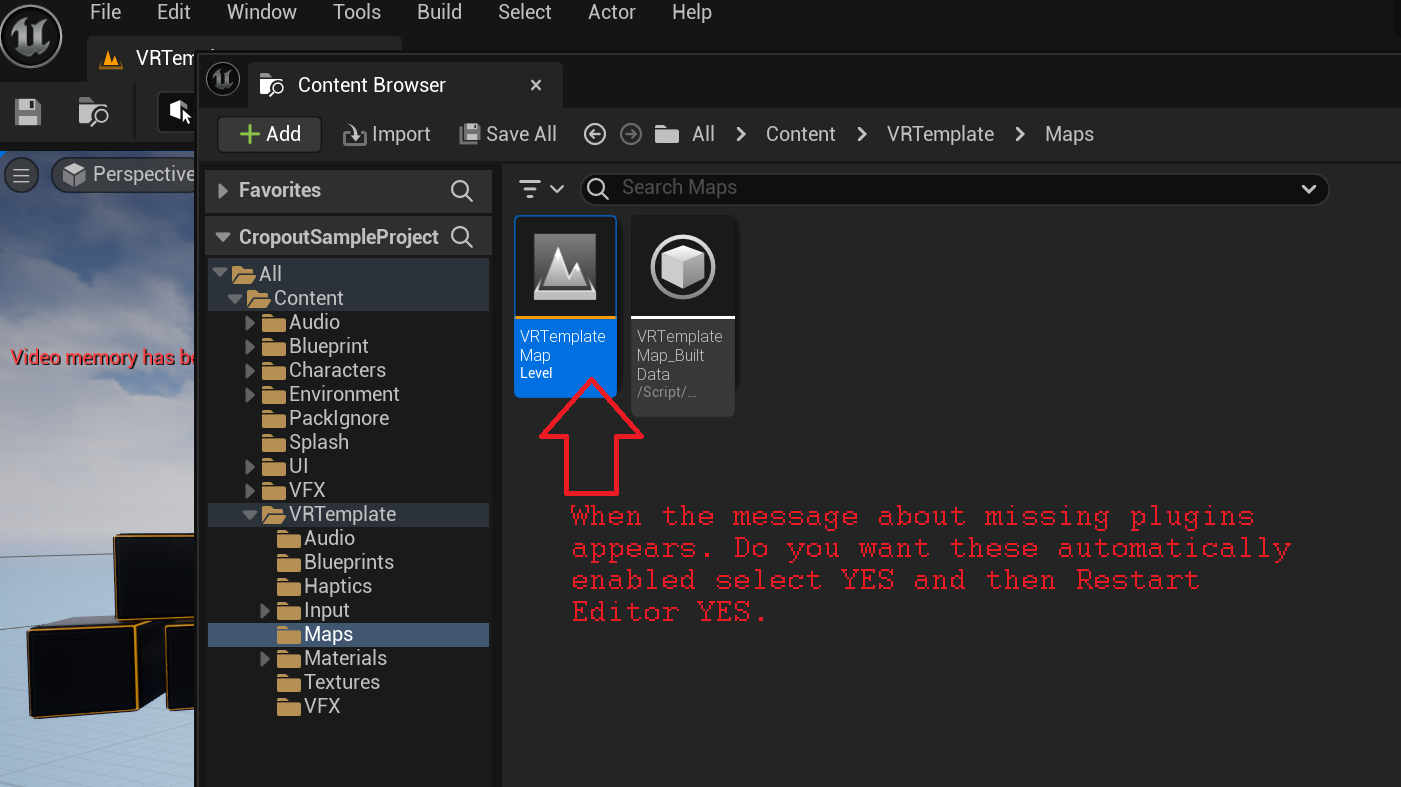 File Edit Window Tools Build Select Actor Help
VRTem
Content Browser
Add Import Save All All Content VRTemplate Maps
Perspective
Favorites
Search Maps
CropoutSampleProject
All
Content
Audio
Blueprint
Characters
Environment
PackIgnore
Splash
UI
VFX
VRTemplate
Audio
Blueprints
Haptics
Input
Maps
Materials
Textures
VFX
Video memory has be
VRTemplate
Map
Level
VRTemplate
Map_Built
Data
/Script/...
When the message about missing plugins
appears. Do you want these automatically
enabled select YES and then Restart
Editor YES.